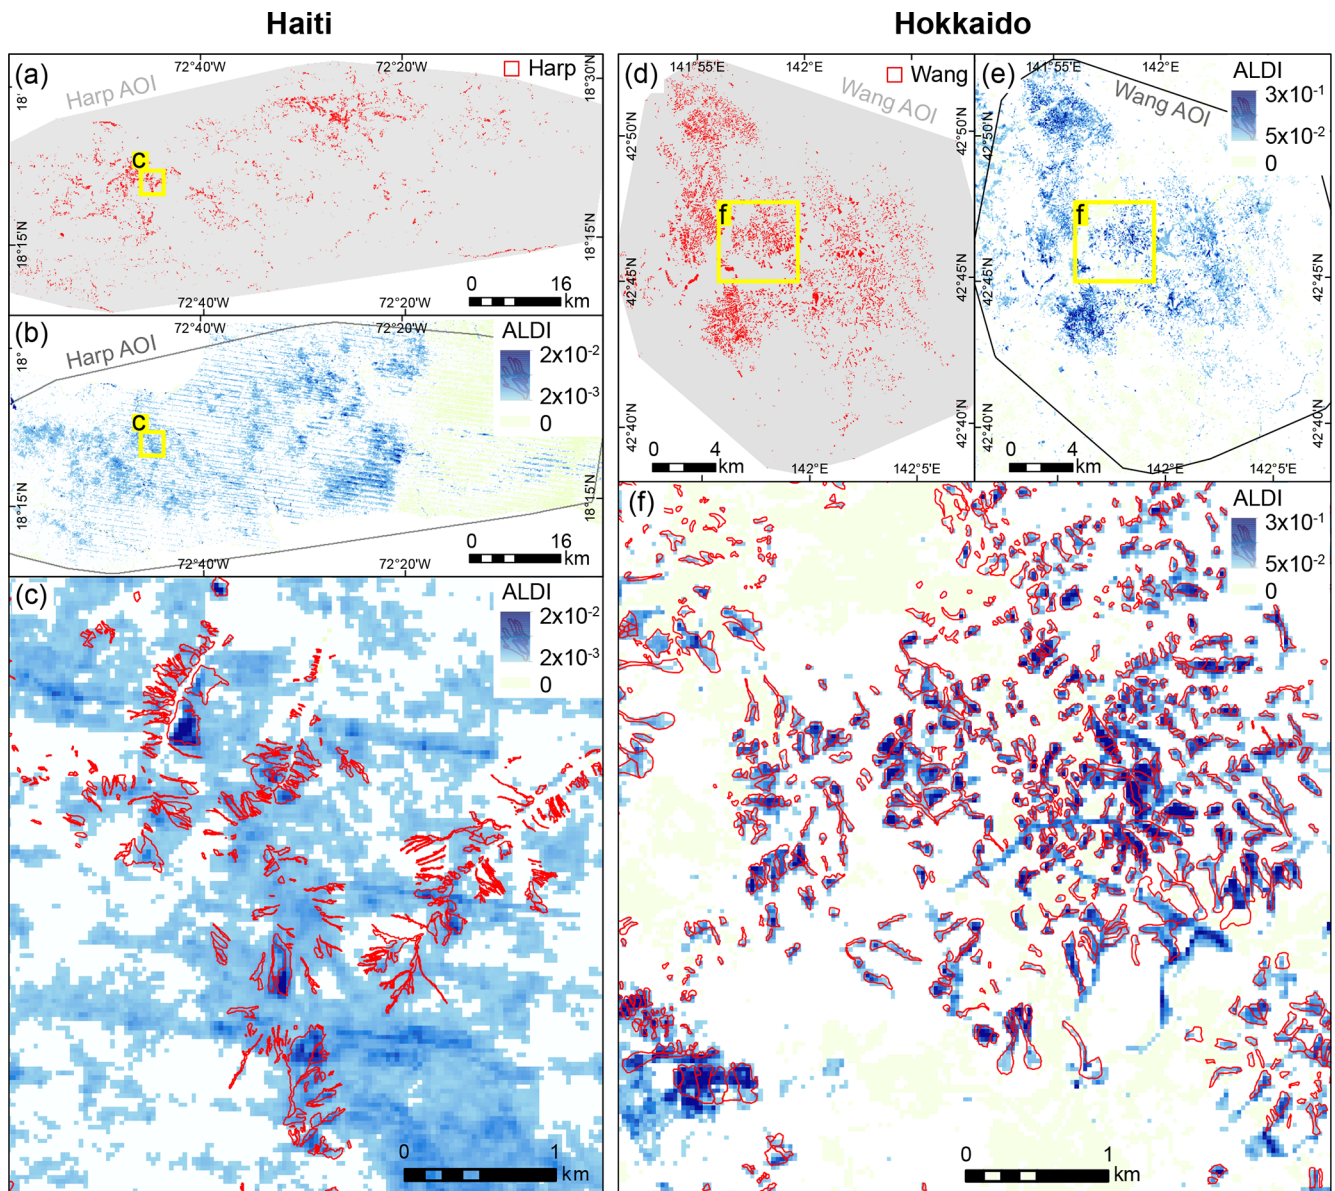 Haiti
Hokkaido
(a)
72°40'W
72°20'W
Harp
Harp AOI
18°
18°30'N
c
18°15'N
18°15'N
0 16
km
72°40'W
72°20'W
(b)
72°40'W
72°20'W
Harp AOI
ALDI
2x10-2
2x10-3
0
18°
c
18°15'N
18°15'N
0 16
km
72°40'W
72°20'W
(c)
ALDI
2x10-2
2x10-3
0
0 1
km
(d)
141°55'E
142°E
Wang
Wang AOI
42°50'N
42°50'N
f
42°45'N
42°45'N
42°40'N
42°40'N
0 4
km
142°E
142°5'E
(e)
141°55'E
142°E
Wang AOI
ALDI
3x10-1
5x10-2
0
f
42°45'N
42°40'N
0 4
km
142°E
142°5'E
(f)
ALDI
3x10-1
5x10-2
0
0 1
km